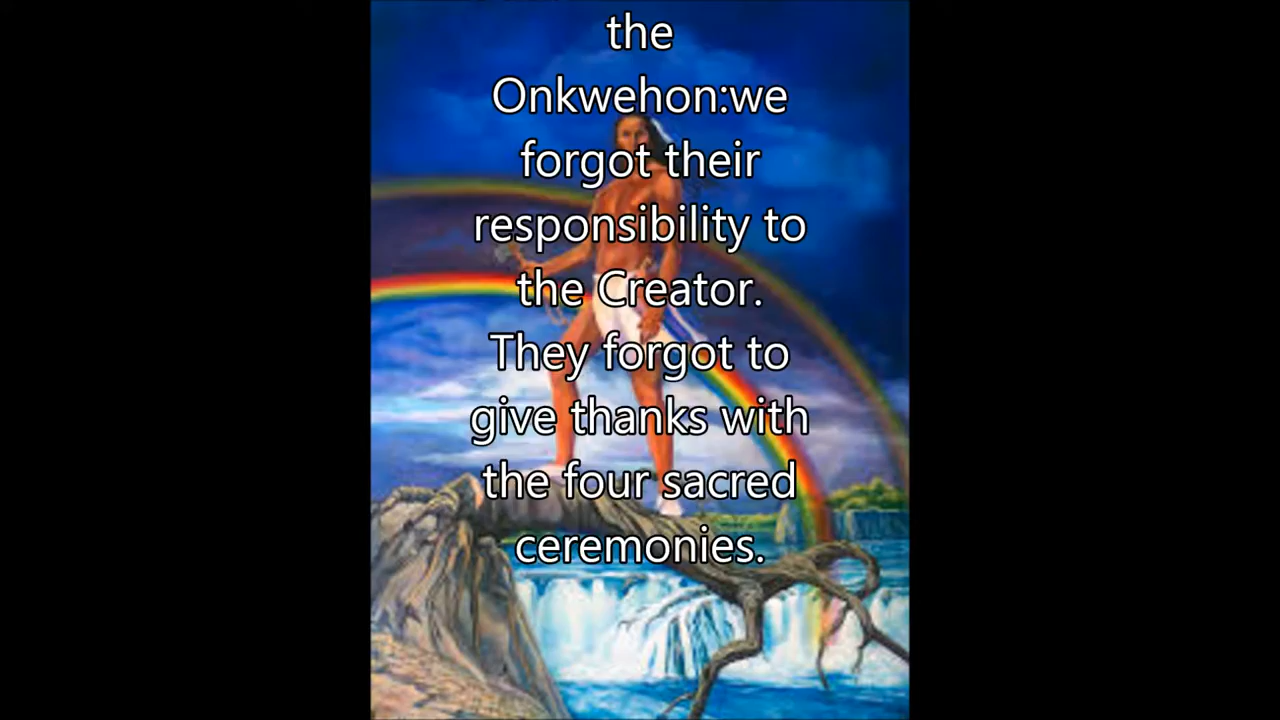 the
Onkwehon:we
forgot their
responsibility to
the Creator.
They forgot to
give thanks with
the four sacred
ceremonies.